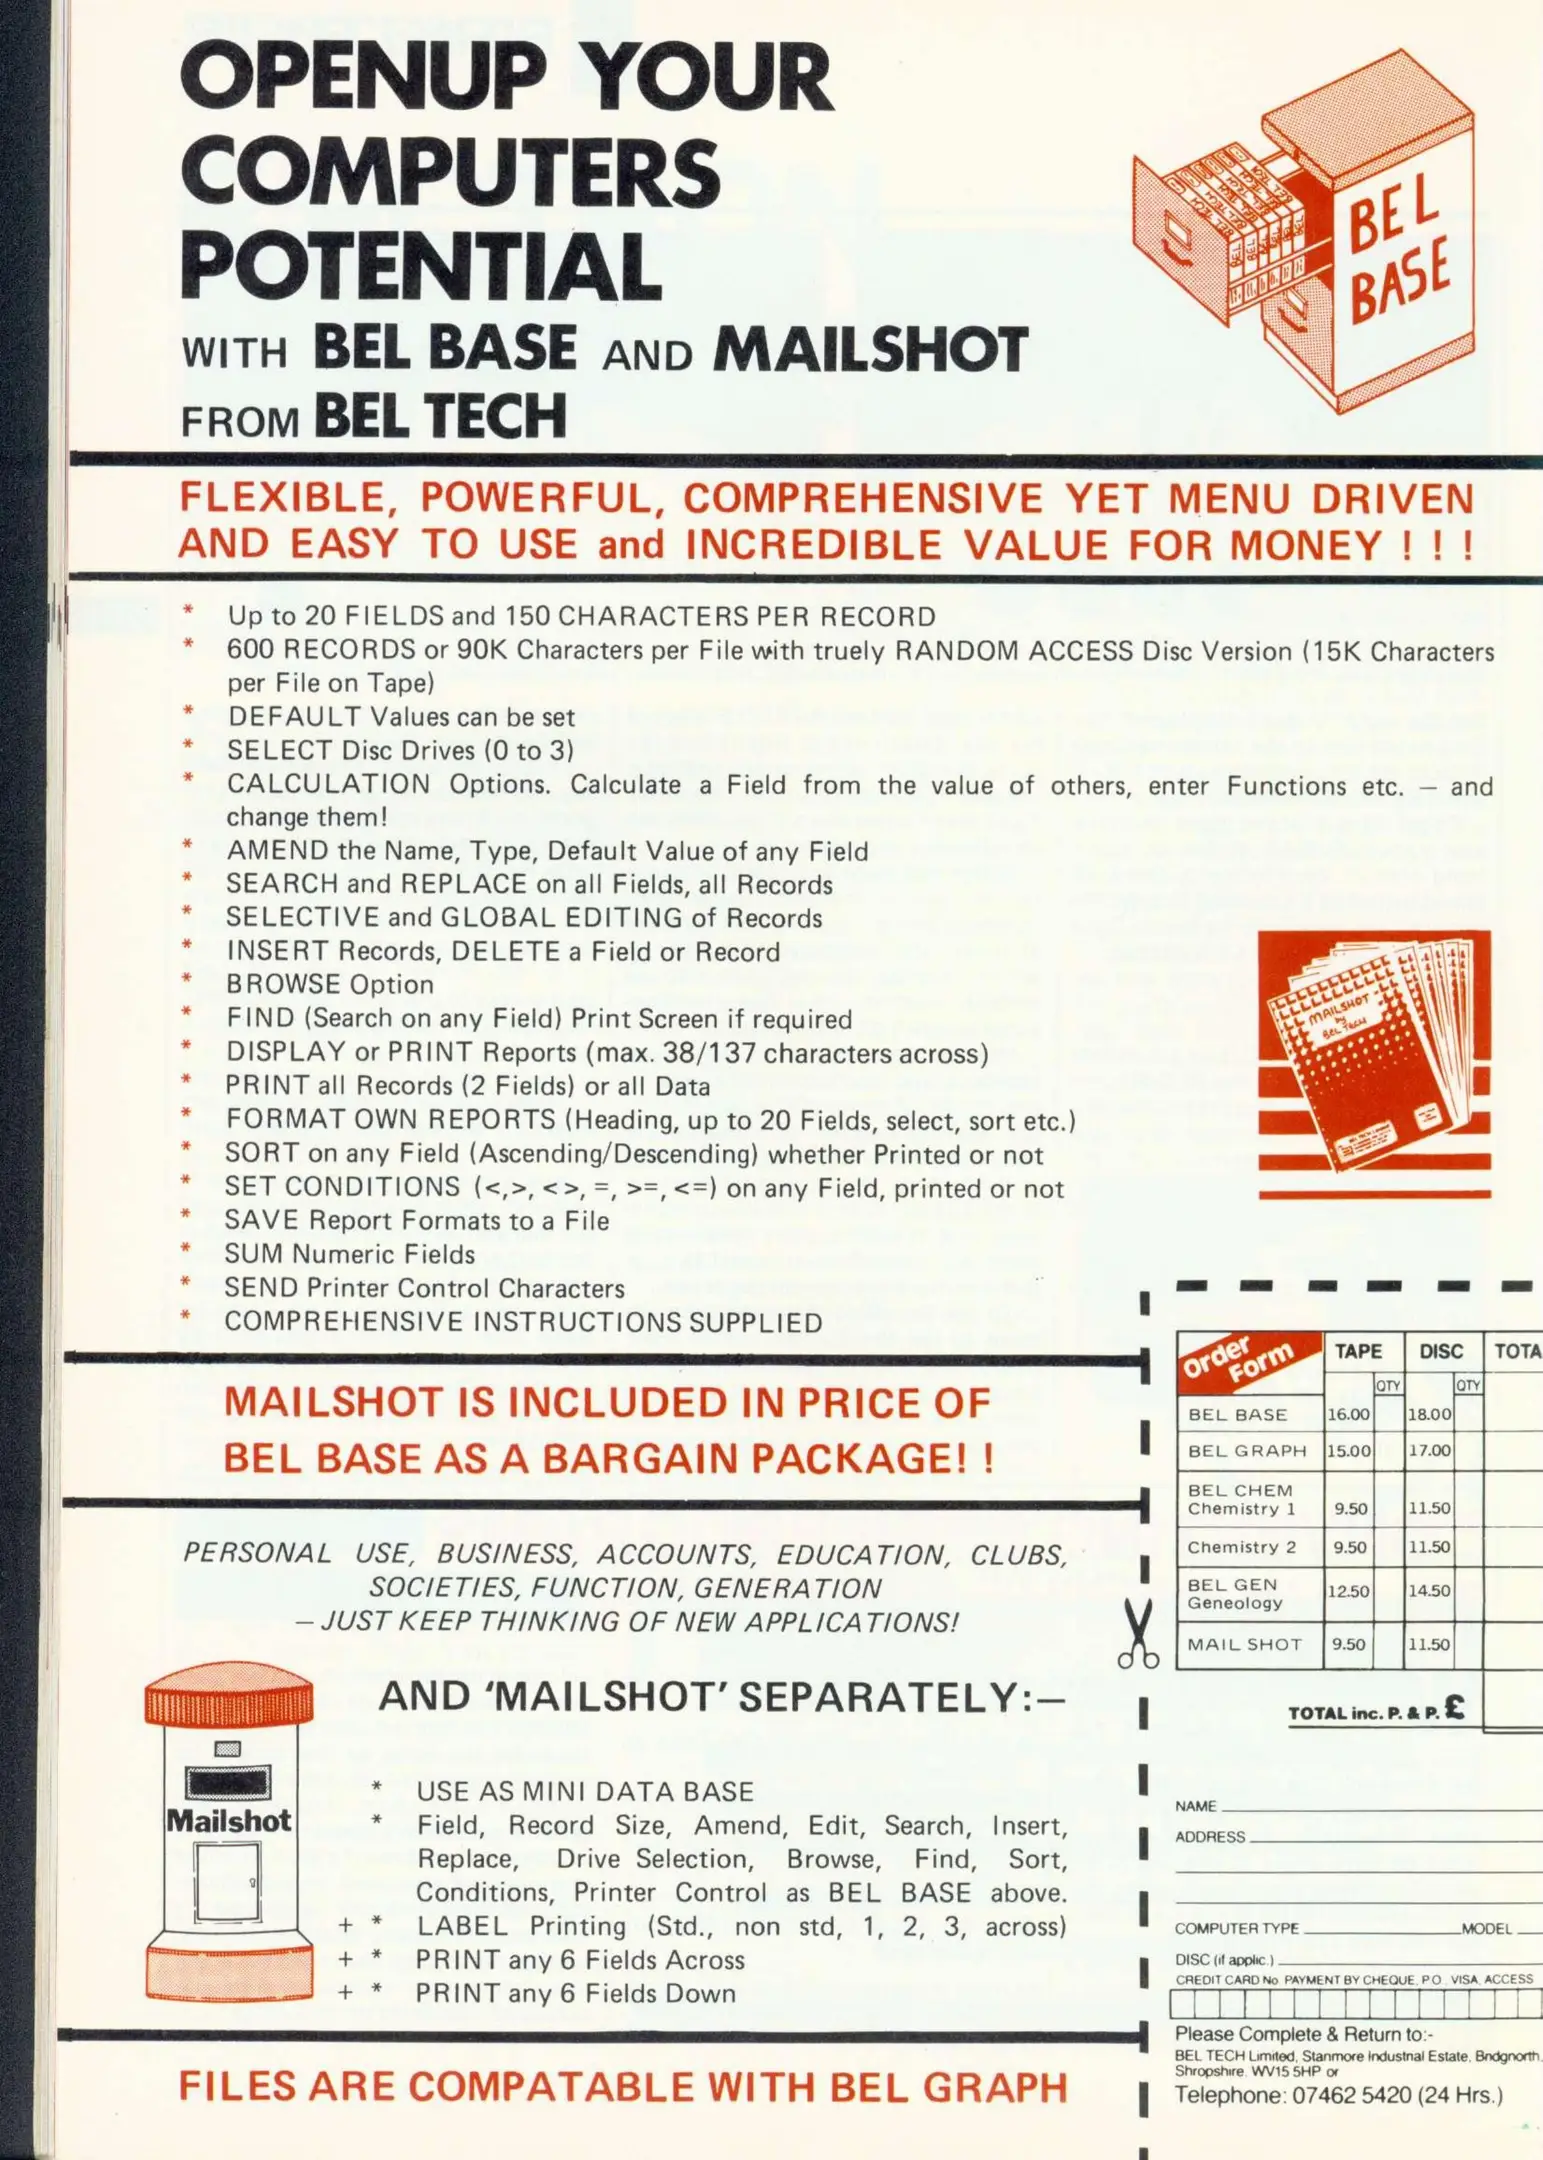 OPENUP YOUR
COMPUTERS
POTENTIAL
WITH BEL BASE AND MAILSHOT
FROM BEL TECH
BEL
BASE
FLEXIBLE, POWERFUL, COMPREHENSIVE YET MENU DRIVEN
AND EASY TO USE and INCREDIBLE VALUE FOR MONEY ! ! !
* Up to 20 FIELDS and 150 CHARACTERS PER RECORD
* 600 RECORDS or 90K Characters per File with truely RANDOM ACCESS Disc Version (15K Characters
per File on Tape)
* DEFAULT Values can be set
* SELECT Disc Drives (0 to 3)
* CALCULATION Options. Calculate a Field from the value of others, enter Functions etc. — and
change them!
* AMEND the Name, Type, Default Value of any Field
* SEARCH and REPLACE on all Fields, all Records
* SELECTIVE and GLOBAL EDITING of Records
* INSERT Records, DELETE a Field or Record
* BROWSE Option
* FIND (Search on any Field) Print Screen if required
* DISPLAY or PRINT Reports (max. 38/137 characters across)
* PRINT all Records (2 Fields) or all Data
* FORMAT OWN REPORTS (Heading, up to 20 Fields, select, sort etc.)
* SORT on any Field (Ascending/Descending) whether Printed or not
* SET CONDITIONS (<,>, <>, =, >=, <=) on any Field, printed or not
* SAVE Report Formats to a File
* SUM Numeric Fields
* SEND Printer Control Characters
* COMPREHENSIVE INSTRUCTIONS SUPPLIED
MAILSHOT
by
BEL TECH
MAILSHOT IS INCLUDED IN PRICE OF
BEL BASE AS A BARGAIN PACKAGE! !
PERSONAL USE, BUSINESS, ACCOUNTS, EDUCATION, CLUBS,
SOCIETIES, FUNCTION, GENERATION
— JUST KEEP THINKING OF NEW APPLICATIONS!
AND 'MAILSHOT' SEPARATELY:—
Mailshot
* USE AS MINI DATA BASE
* Field, Record Size, Amend, Edit, Search, Insert,
Replace, Drive Selection, Browse, Find, Sort,
Conditions, Printer Control as BEL BASE above.
+ * LABEL Printing (Std., non std, 1, 2, 3, across)
+ * PRINT any 6 Fields Across
+ * PRINT any 6 Fields Down
FILES ARE COMPATABLE WITH BEL GRAPH
Order Form TAPE DISC TOTA
QTY QTY
BEL BASE 16.00 18.00
BEL GRAPH 15.00 17.00
BEL CHEM
Chemistry 1 9.50 11.50
Chemistry 2 9.50 11.50
BEL GEN
Geneology 12.50 14.50
MAIL SHOT 9.50 11.50
TOTAL inc. P. & P. £
NAME
ADDRESS
COMPUTER TYPE MODEL
DISC (if applic.)
CREDIT CARD No PAYMENT BY CHEQUE, P.O., VISA, ACCESS
Please Complete & Return to:-
BEL TECH Limited, Stanmore Industrial Estate, Bridgnorth,
Shropshire. WV15 5HP or
Telephone: 07462 5420 (24 Hrs.)